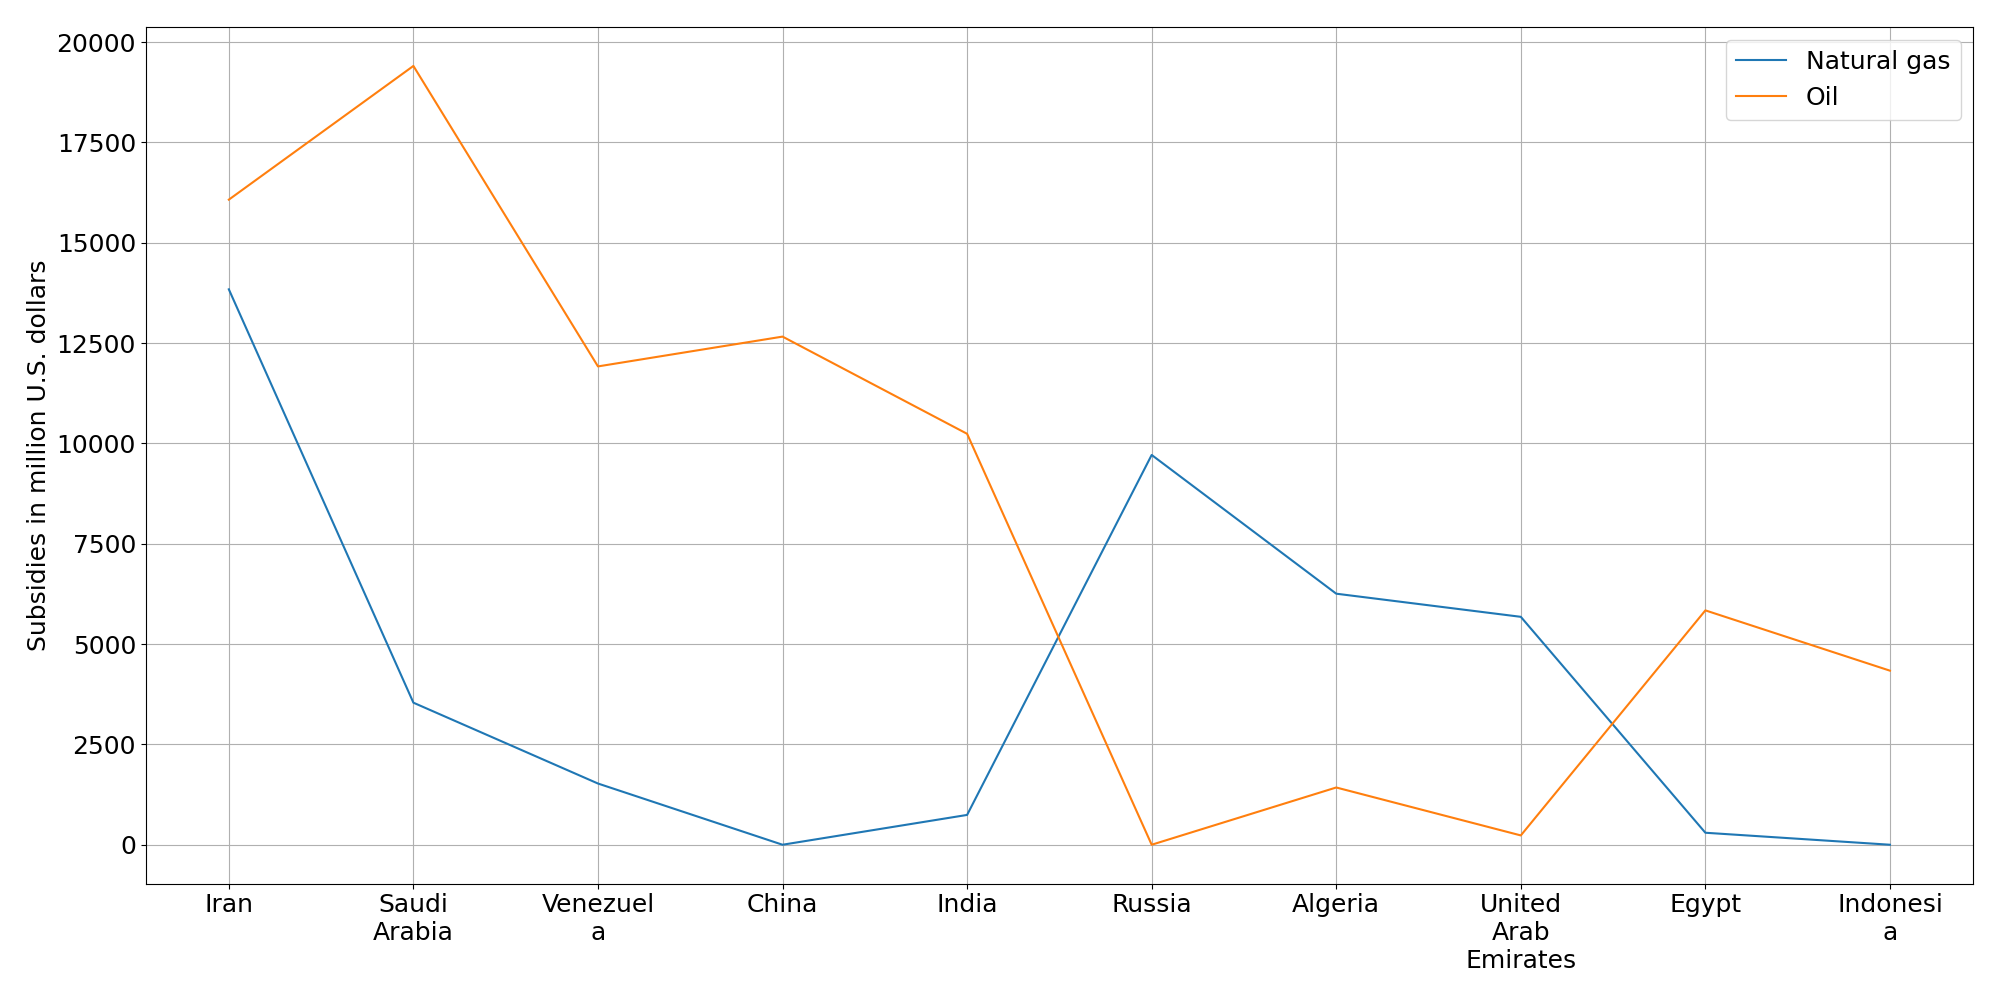 20000
17500
15000
12500
10000
7500
5000
2500
0
Subsidies in million U.S. dollars
Natural gas
Oil
Iran
Saudi
Arabia
Venezuel
a
China
India
Russia
Algeria
United
Arab
Emirates
Egypt
Indonesi
a